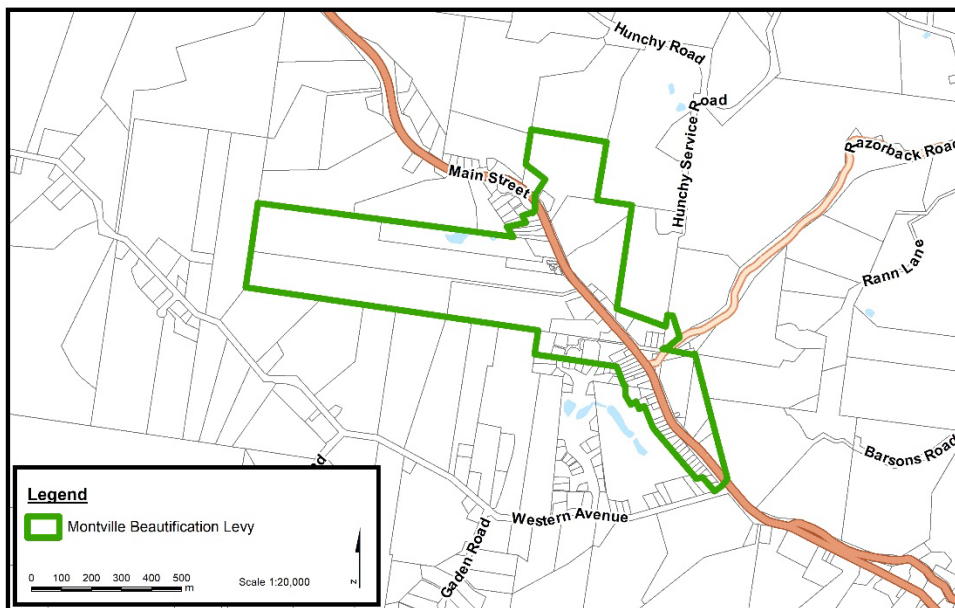 Hunchy Road
Hunchy Service Road
Razorback Road
Main Street
Rann Lane
Barsons Road
Western Avenue
Gaden Road
Legend
Montville Beautification Levy
0 100 200 300 400 500
m
Scale 1:20,000
N